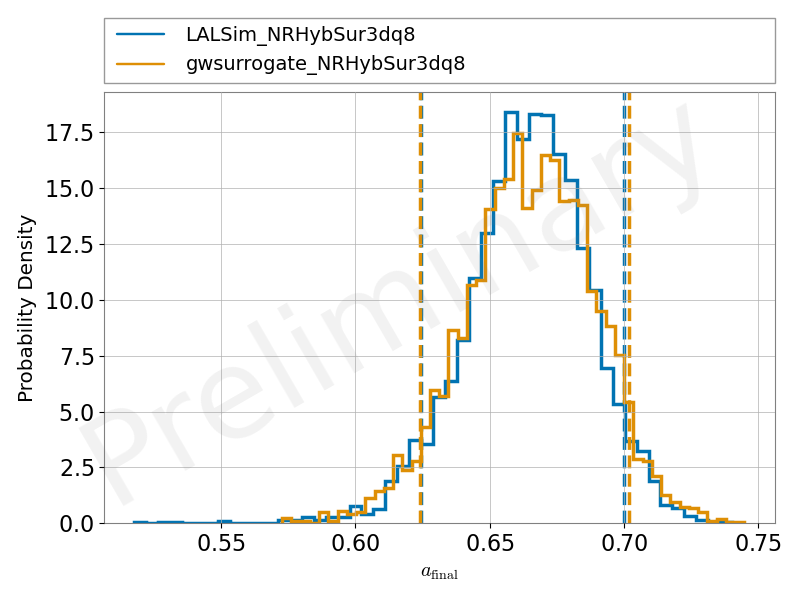 LALSim_NRHybSur3dq8
gwsurrogate_NRHybSur3dq8
Preliminary
Probability Density
17.5
15.0
12.5
10.0
7.5
5.0
2.5
0.0
0.55
0.60
0.65
0.70
0.75
a_final